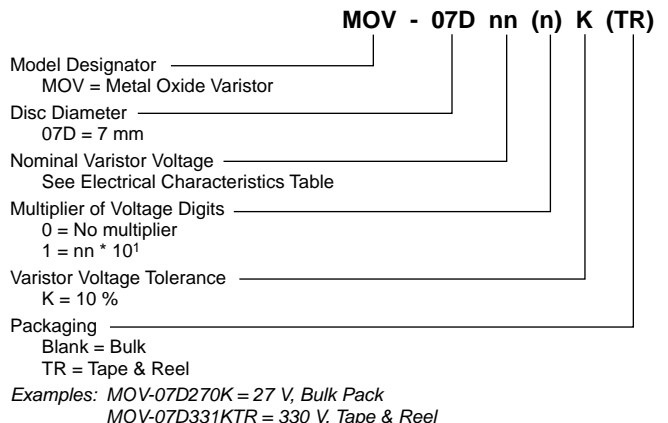 MOV - 07D nn (n) K (TR)
Model Designator
MOV = Metal Oxide Varistor
Disc Diameter
07D = 7 mm
Nominal Varistor Voltage
See Electrical Characteristics Table
Multiplier of Voltage Digits
0 = No multiplier
1 = nn * 10¹
Varistor Voltage Tolerance
K = 10 %
Packaging
Blank = Bulk
TR = Tape & Reel
Examples: MOV-07D270K = 27 V, Bulk Pack
MOV-07D331KTR = 330 V, Tape & Reel